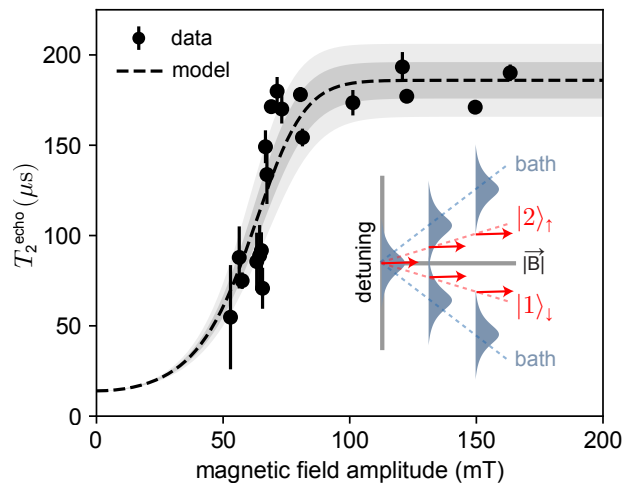 data
model
T₂ᵉᶜʰᵒ (μs)
200
150
100
50
0
0
50
100
150
200
magnetic field amplitude (mT)
detuning
bath
|2⟩↑
|B⃗|
|1⟩↓
bath